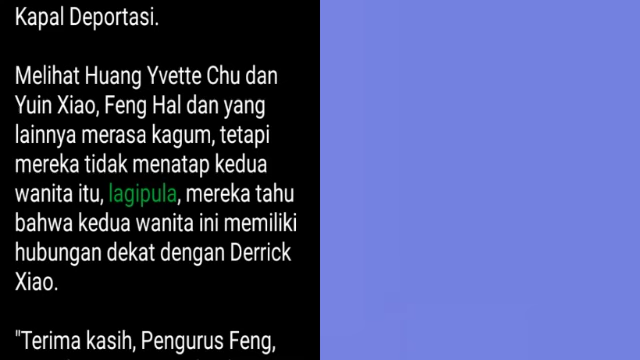 Kapal Deportasi.
Melihat Huang Yvette Chu dan
Yuin Xiao, Feng Hal dan yang
lainnya merasa kagum, tetapi
mereka tidak menatap kedua
wanita itu, lagipula, mereka tahu
bahwa kedua wanita ini memiliki
hubungan dekat dengan Derrick
Xiao.
"Terima kasih, Pengurus Feng,